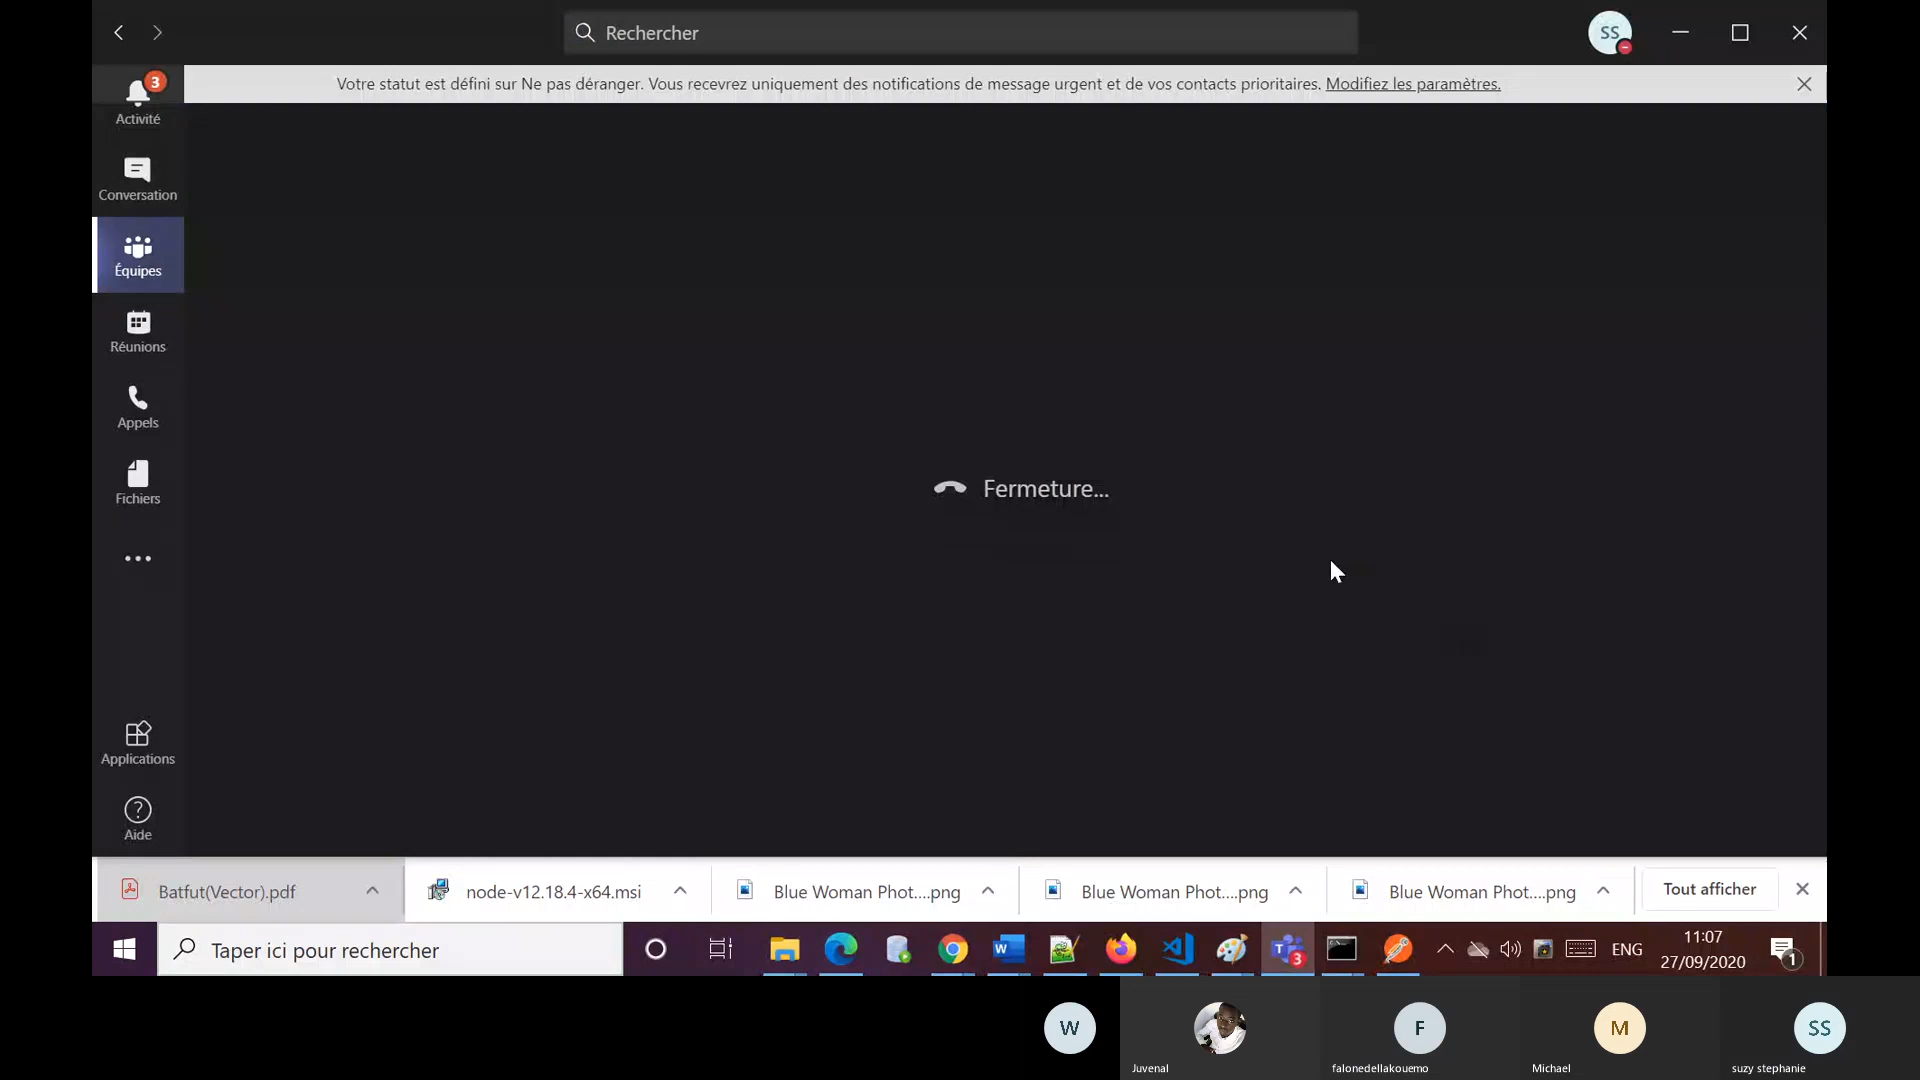 Rechercher
SS
Votre statut est défini sur Ne pas déranger. Vous recevrez uniquement des notifications de message urgent et de vos contacts prioritaires. Modifiez les paramètres.
3
Activité
Conversation
Équipes
Réunions
Appels
Fichiers
Fermeture...
Applications
Aide
Batfut(Vector).pdf
node-v12.18.4-x64.msi
Blue Woman Phot....png
Blue Woman Phot....png
Blue Woman Phot....png
Tout afficher
Taper ici pour rechercher
3
ENG
11:07
27/09/2020
1
W
F
M
SS
Juvenal
falonedellakouemo
Michael
suzy stephanie